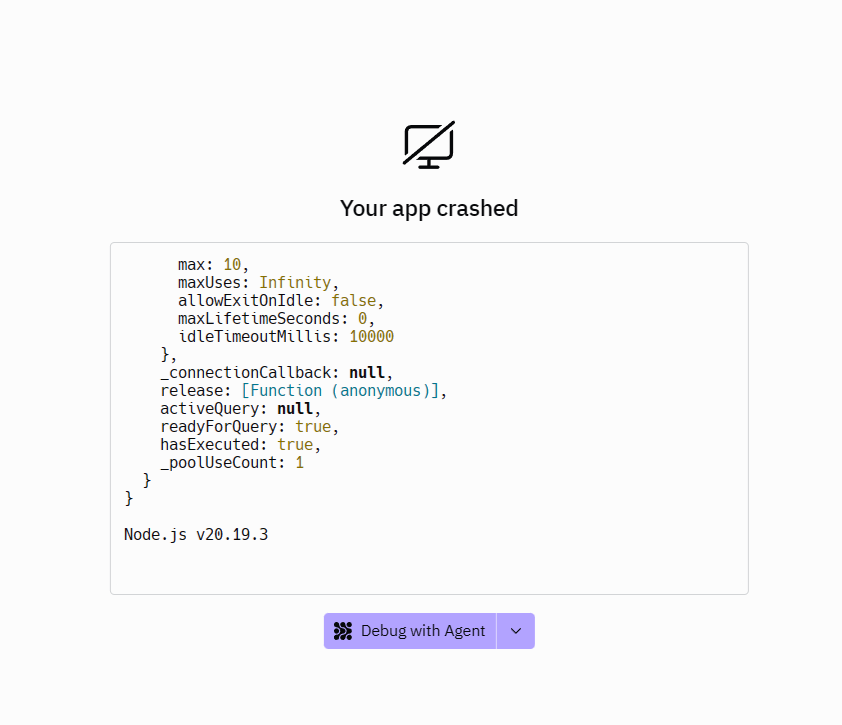 Your app crashed
max: 10,
maxUses: Infinity,
allowExitOnIdle: false,
maxLifetimeSeconds: 0,
idleTimeoutMillis: 10000
},
_connectionCallback: null,
release: [Function (anonymous)],
activeQuery: null,
readyForQuery: true,
hasExecuted: true,
_poolUseCount: 1
}
}
Node.js v20.19.3
Debug with Agent